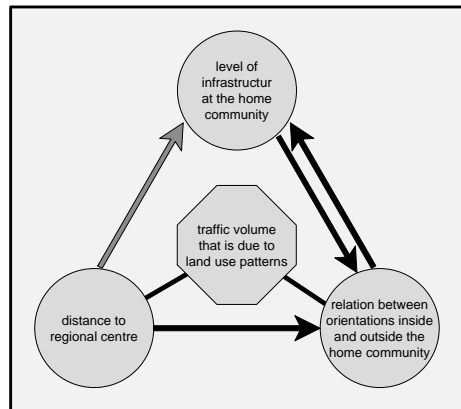 level of
infrastructur
at the home
community
traffic volume
that is due to
land use patterns
distance to
regional centre
relation between
orientations inside
and outside the
home community